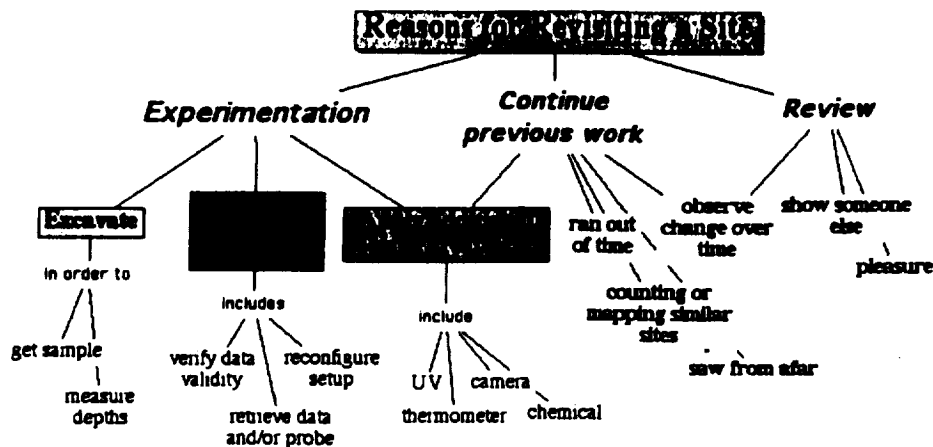 Reasons for Revisiting a Site
Experimentation
Continue
previous work
Review
Excavate
in order to
get sample
measure
depths
includes
verify data
validity
reconfigure
setup
retrieve data
and/or probe
include
UV
camera
thermometer
chemical
ran out
of time
observe
change over
time
counting or
mapping similar
sites
saw from afar
show someone
else
pleasure